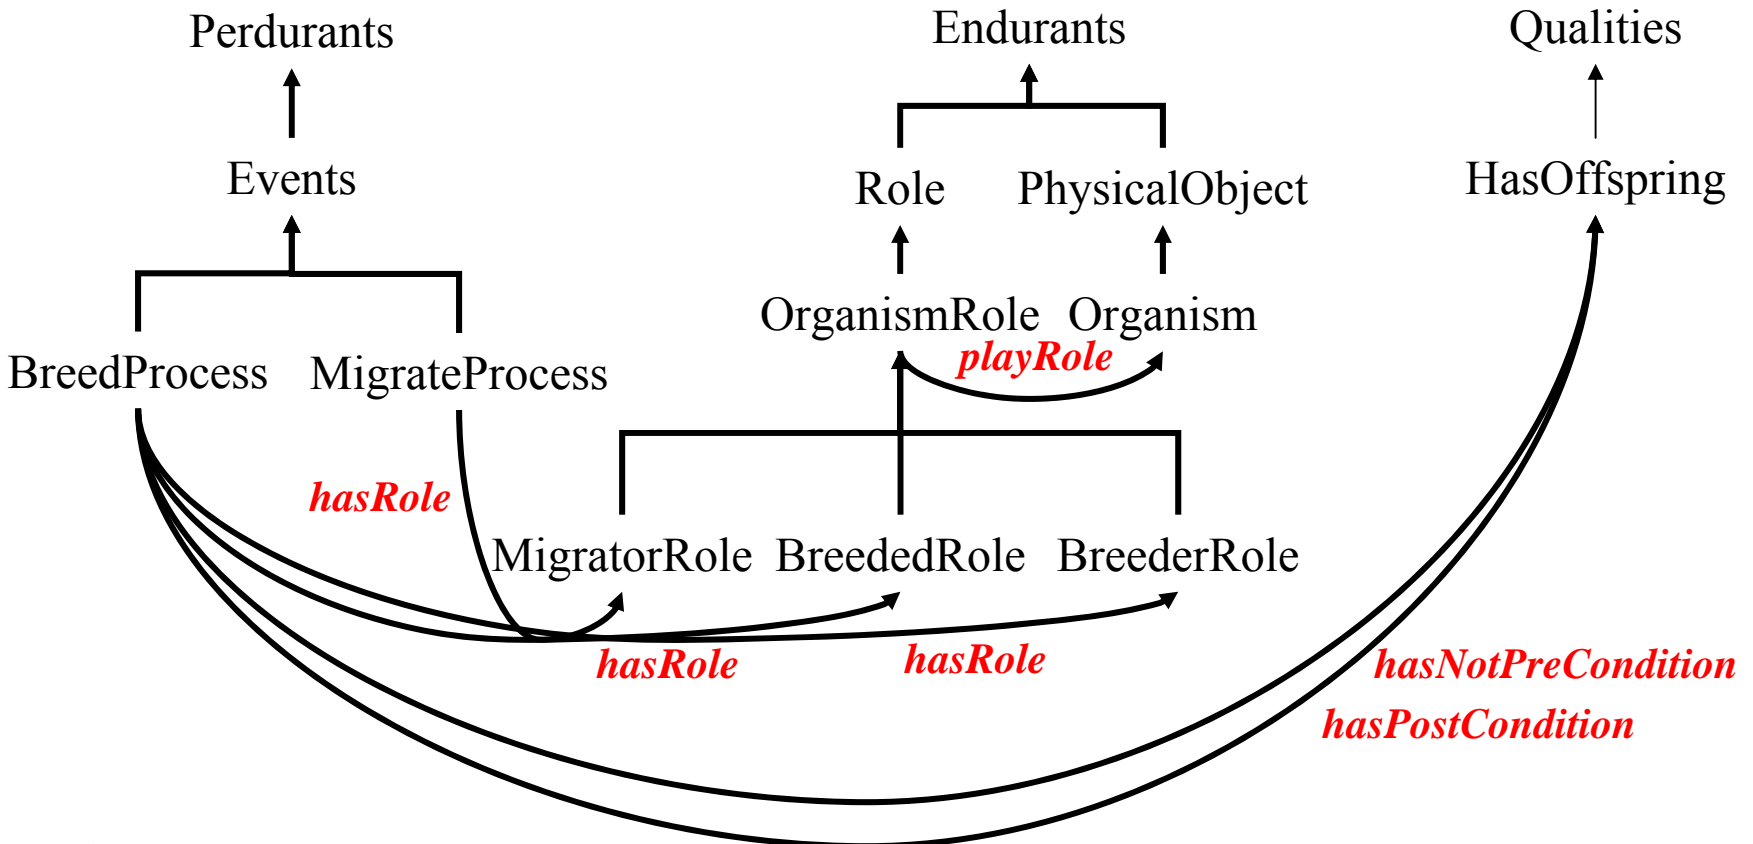 Perdurants
Endurants
Qualities
Events
Role
PhysicalObject
HasOffspring
OrganismRole
Organism
playRole
BreedProcess
MigrateProcess
hasRole
MigratorRole
BreededRole
BreederRole
hasRole
hasRole
hasNotPreCondition
hasPostCondition